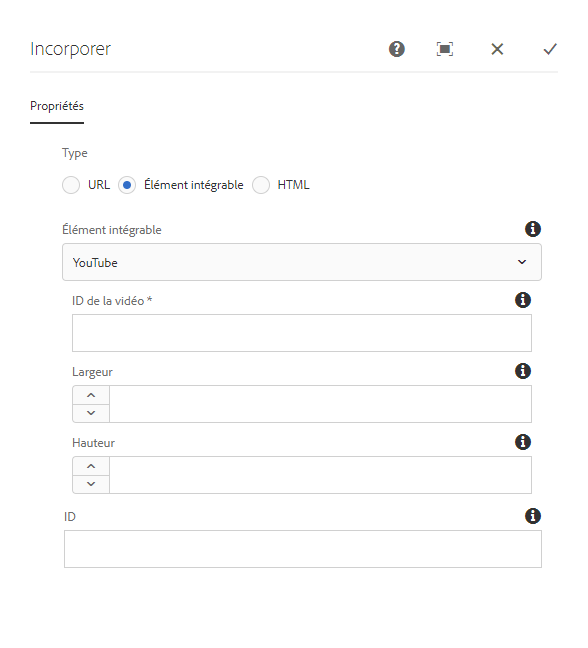 Incorporer
Propriétés
Type
URL Élément intégrable HTML
Élément intégrable
YouTube
ID de la vidéo *
Largeur
Hauteur
ID